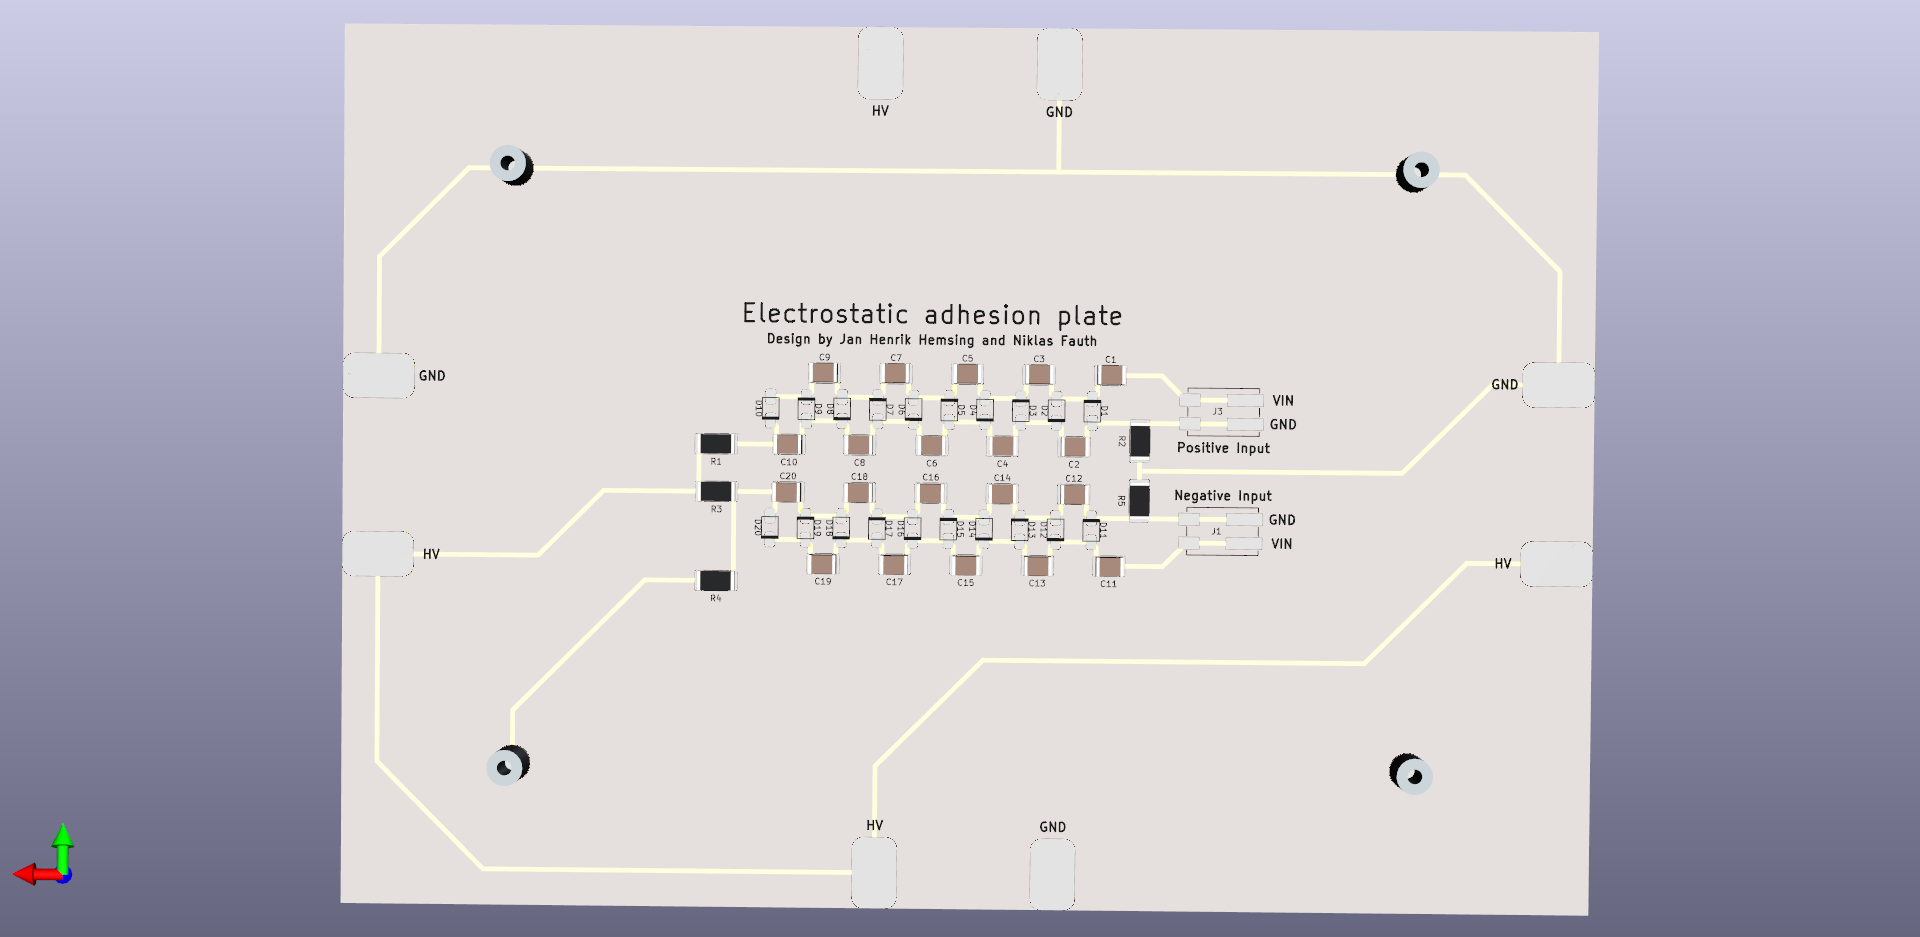 HV
GND
Electrostatic adhesion plate
Design by Jan Henrik Hemsing and Niklas Fauth
C9 C7 C5 C3 C1
GND
GND
VIN
D10 D9 D8 D7 D6 D5 D4 D3 D2 D1
J3
GND
R2
Positive Input
R1 C10 C8 C6 C4 C2
C20 C18 C16 C14 C12
Negative Input
R3
R5
GND
D20 D19 D18 D17 D16 D15 D14 D13 D12 D11
J1
VIN
HV
HV
C19 C17 C15 C13 C11
R4
HV
GND